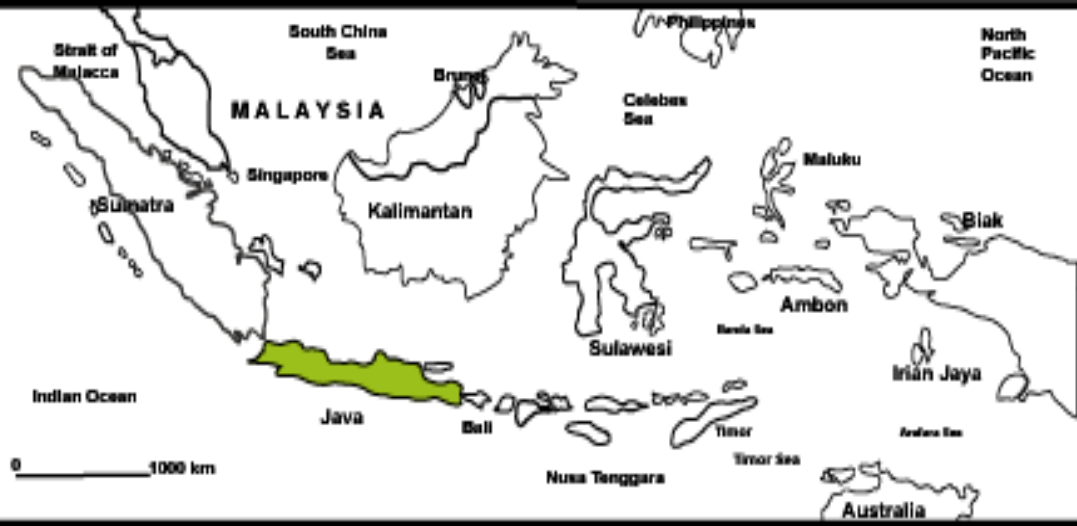 Philippines
South China
Sea
North
Pacific
Ocean
Strait of
Malacca
Brunei
MALAYSIA
Celebes
Sea
Maluku
Singapore
Sumatra
Kalimantan
Biak
Ambon
Banda Sea
Sulawesi
Irian Jaya
Indian Ocean
Java
Bali
Timor
Arafura Sea
Timor Sea
0 1000 km
Nusa Tenggara
Australia